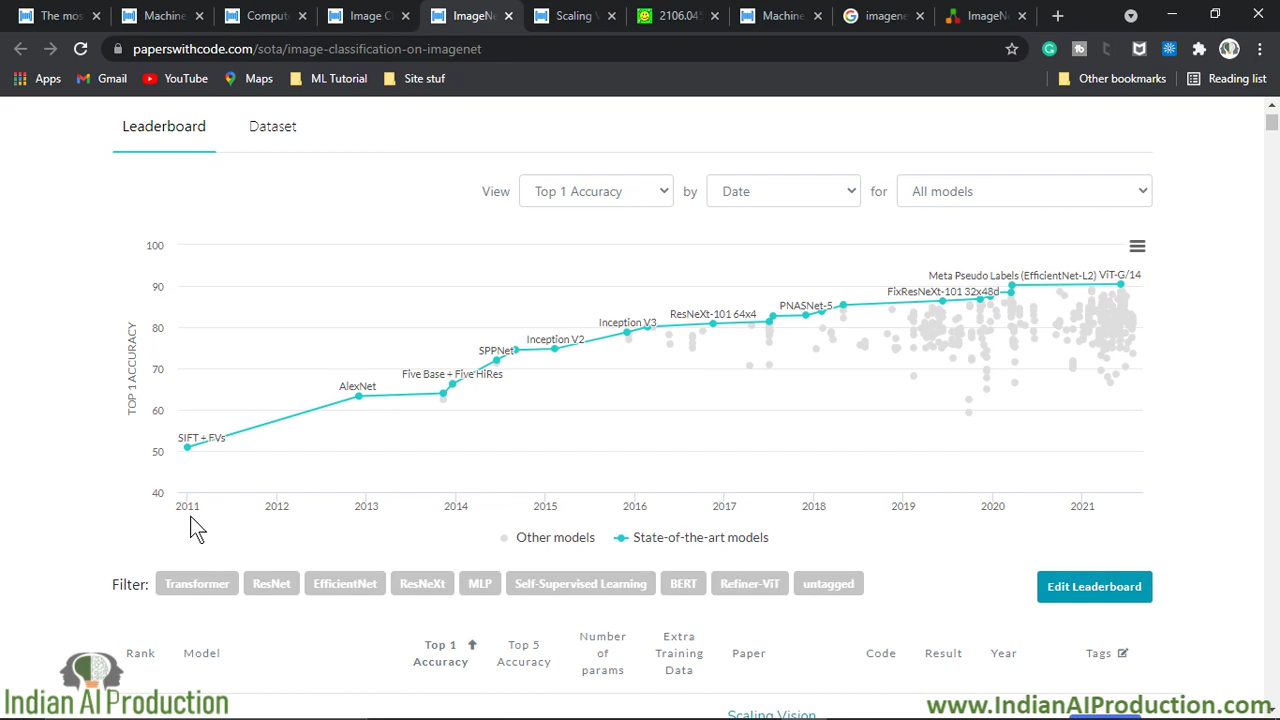 The mos
Machin
Comput
Image C
ImageNe
Scaling V
2106.045
Machin
imagene
ImageN
paperswithcode.com/sota/image-classification-on-imagenet
Apps
Gmail
YouTube
Maps
ML Tutorial
Site stuff
Other bookmarks
Reading list
Leaderboard
Dataset
View
Top 1 Accuracy
by
Date
for
All models
TOP 1 ACCURACY
100
90
80
70
60
50
40
SIFT + FVs
AlexNet
Five Base + Five HiRes
SPPNet
Inception V2
Inception V3
ResNeXt-101 64x4
PNASNet-5
FixResNeXt-101 32x48d
Meta Pseudo Labels (EfficientNet-L2)
ViT-G/14
2011
2012
2013
2014
2015
2016
2017
2018
2019
2020
2021
Other models
State-of-the-art models
Filter:
Transformer
ResNet
EfficientNet
ResNeXt
MLP
Self-Supervised Learning
BERT
Refiner-ViT
untagged
Edit Leaderboard
Rank
Model
Top 1
Accuracy
Top 5
Accuracy
Number
of
params
Extra
Training
Data
Paper
Code
Result
Year
Tags
Scaling Vision
Indian AI Production
www.IndianAIProduction.com